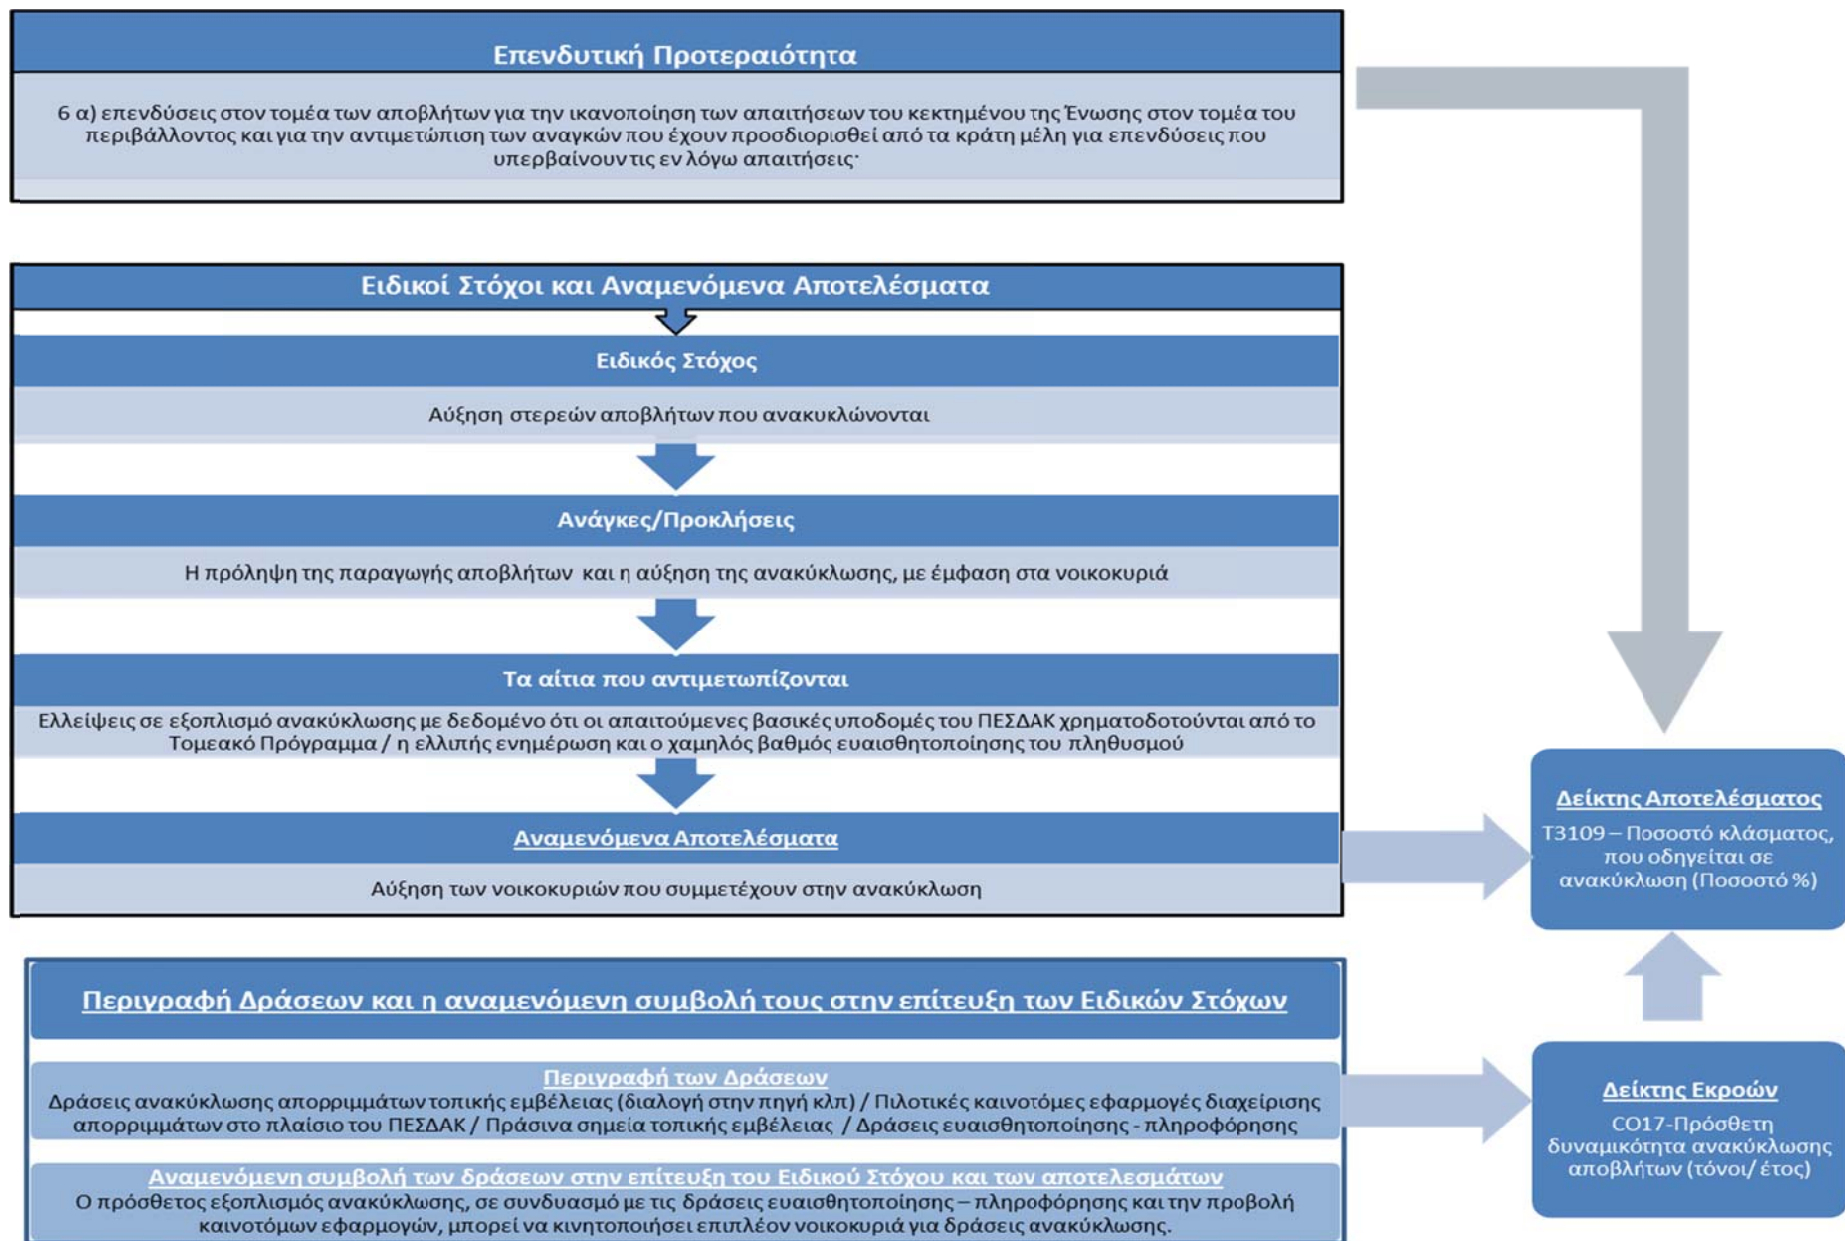 Επενδυτική Προτεραιότητα
6 α) επενδύσεις στον τομέα των αποβλήτων για την ικανοποίηση των απαιτήσεων του κεκτημένου της Ένωσης στον τομέα του
περιβάλλοντος και για την αντιμετώπιση των αναγκών που έχουν προσδιορισθεί από τα κράτη μέλη για επενδύσεις που
υπερβαίνουν τις εν λόγω απαιτήσεις·
Ειδικοί Στόχοι και Αναμενόμενα Αποτελέσματα
Ειδικός Στόχος
Αύξηση στερεών αποβλήτων που ανακυκλώνονται
Ανάγκες/Προκλήσεις
Η πρόληψη της παραγωγής αποβλήτων και η αύξηση της ανακύκλωσης, με έμφαση στα νοικοκυριά
Τα αίτια που αντιμετωπίζονται
Ελλείψεις σε εξοπλισμό ανακύκλωσης με δεδομένο ότι οι απαιτούμενες βασικές υποδομές του ΠΕΣΔΑΚ χρηματοδοτούνται από το
Τομεακό Πρόγραμμα / η ελλιπής ενημέρωση και ο χαμηλός βαθμός ευαισθητοποίησης του πληθυσμού
Αναμενόμενα Αποτελέσματα
Αύξηση των νοικοκυριών που συμμετέχουν στην ανακύκλωση
Δείκτης Αποτελέσματος
Τ3109 – Ποσοστό κλάσματος,
που οδηγείται σε
ανακύκλωση (Ποσοστό %)
Περιγραφή Δράσεων και η αναμενόμενη συμβολή τους στην επίτευξη των Ειδικών Στόχων
Περιγραφή των Δράσεων
Δράσεις ανακύκλωσης απορριμμάτων τοπικής εμβέλειας (διαλογή στην πηγή κλπ) / Πιλοτικές καινοτόμες εφαρμογές διαχείρισης
απορριμμάτων στο πλαίσιο του ΠΕΣΔΑΚ / Πράσινα σημεία τοπικής εμβέλειας / Δράσεις ευαισθητοποίησης - πληροφόρησης
Αναμενόμενη συμβολή των δράσεων στην επίτευξη του Ειδικού Στόχου και των αποτελεσμάτων
Ο πρόσθετος εξοπλισμός ανακύκλωσης, σε συνδυασμό με τις δράσεις ευαισθητοποίησης – πληροφόρησης και την προβολή
καινοτόμων εφαρμογών, μπορεί να κινητοποιήσει επιπλέον νοικοκυριά για δράσεις ανακύκλωσης.
Δείκτης Εκροών
CO17-Πρόσθετη
δυναμικότητα ανακύκλωσης
αποβλήτων (τόνοι/ έτος)